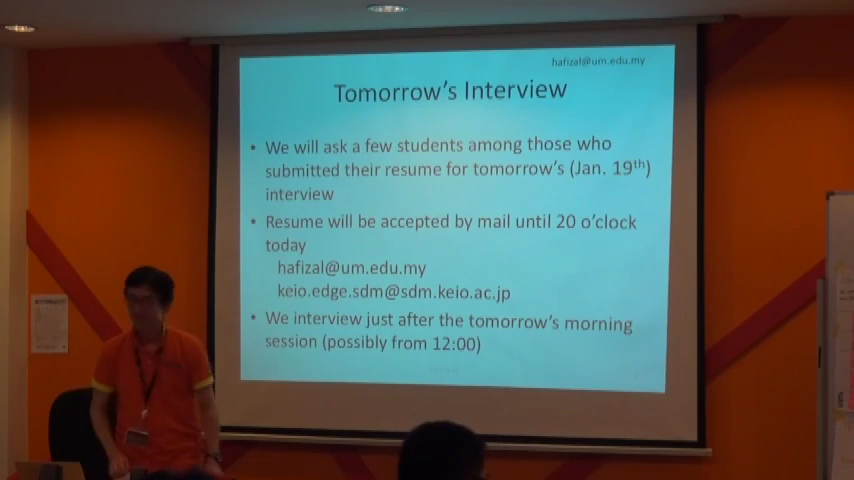 hafizal@um.edu.my
Tomorrow's Interview
• We will ask a few students among those who
submitted their resume for tomorrow's (Jan. 19th)
interview
• Resume will be accepted by mail until 20 o'clock
today
hafizal@um.edu.my
keio.edge.sdm@sdm.keio.ac.jp
• We interview just after the tomorrow's morning
session (possibly from 12:00)